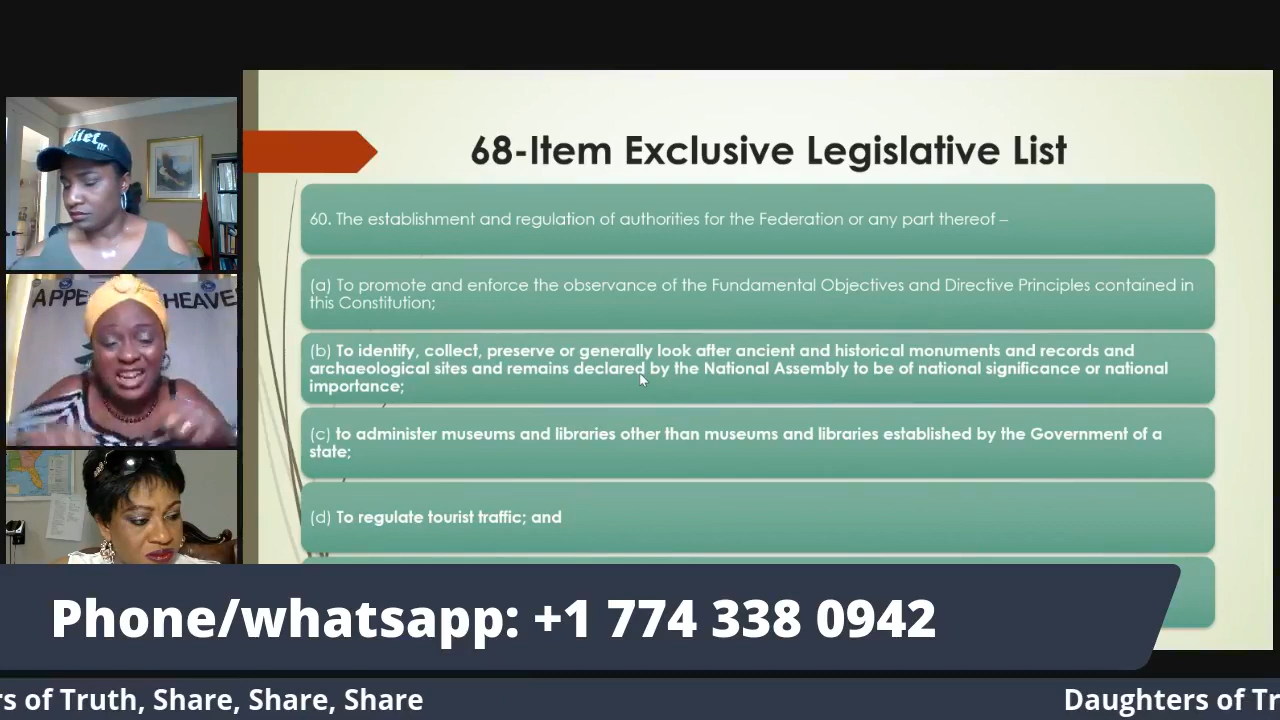 68-Item Exclusive Legislative List
60. The establishment and regulation of authorities for the Federation or any part thereof –
(a) To promote and enforce the observance of the Fundamental Objectives and Directive Principles contained in
this Constitution;
(b) To identify, collect, preserve or generally look after ancient and historical monuments and records and
archaeological sites and remains declared by the National Assembly to be of national significance or national
importance;
(c) to administer museums and libraries other than museums and libraries established by the Government of a
state;
(d) To regulate tourist traffic; and
APPE HEAVE
Phone/whatsapp: +1 774 338 0942
rs of Truth, Share, Share, Share
Daughters of Tr